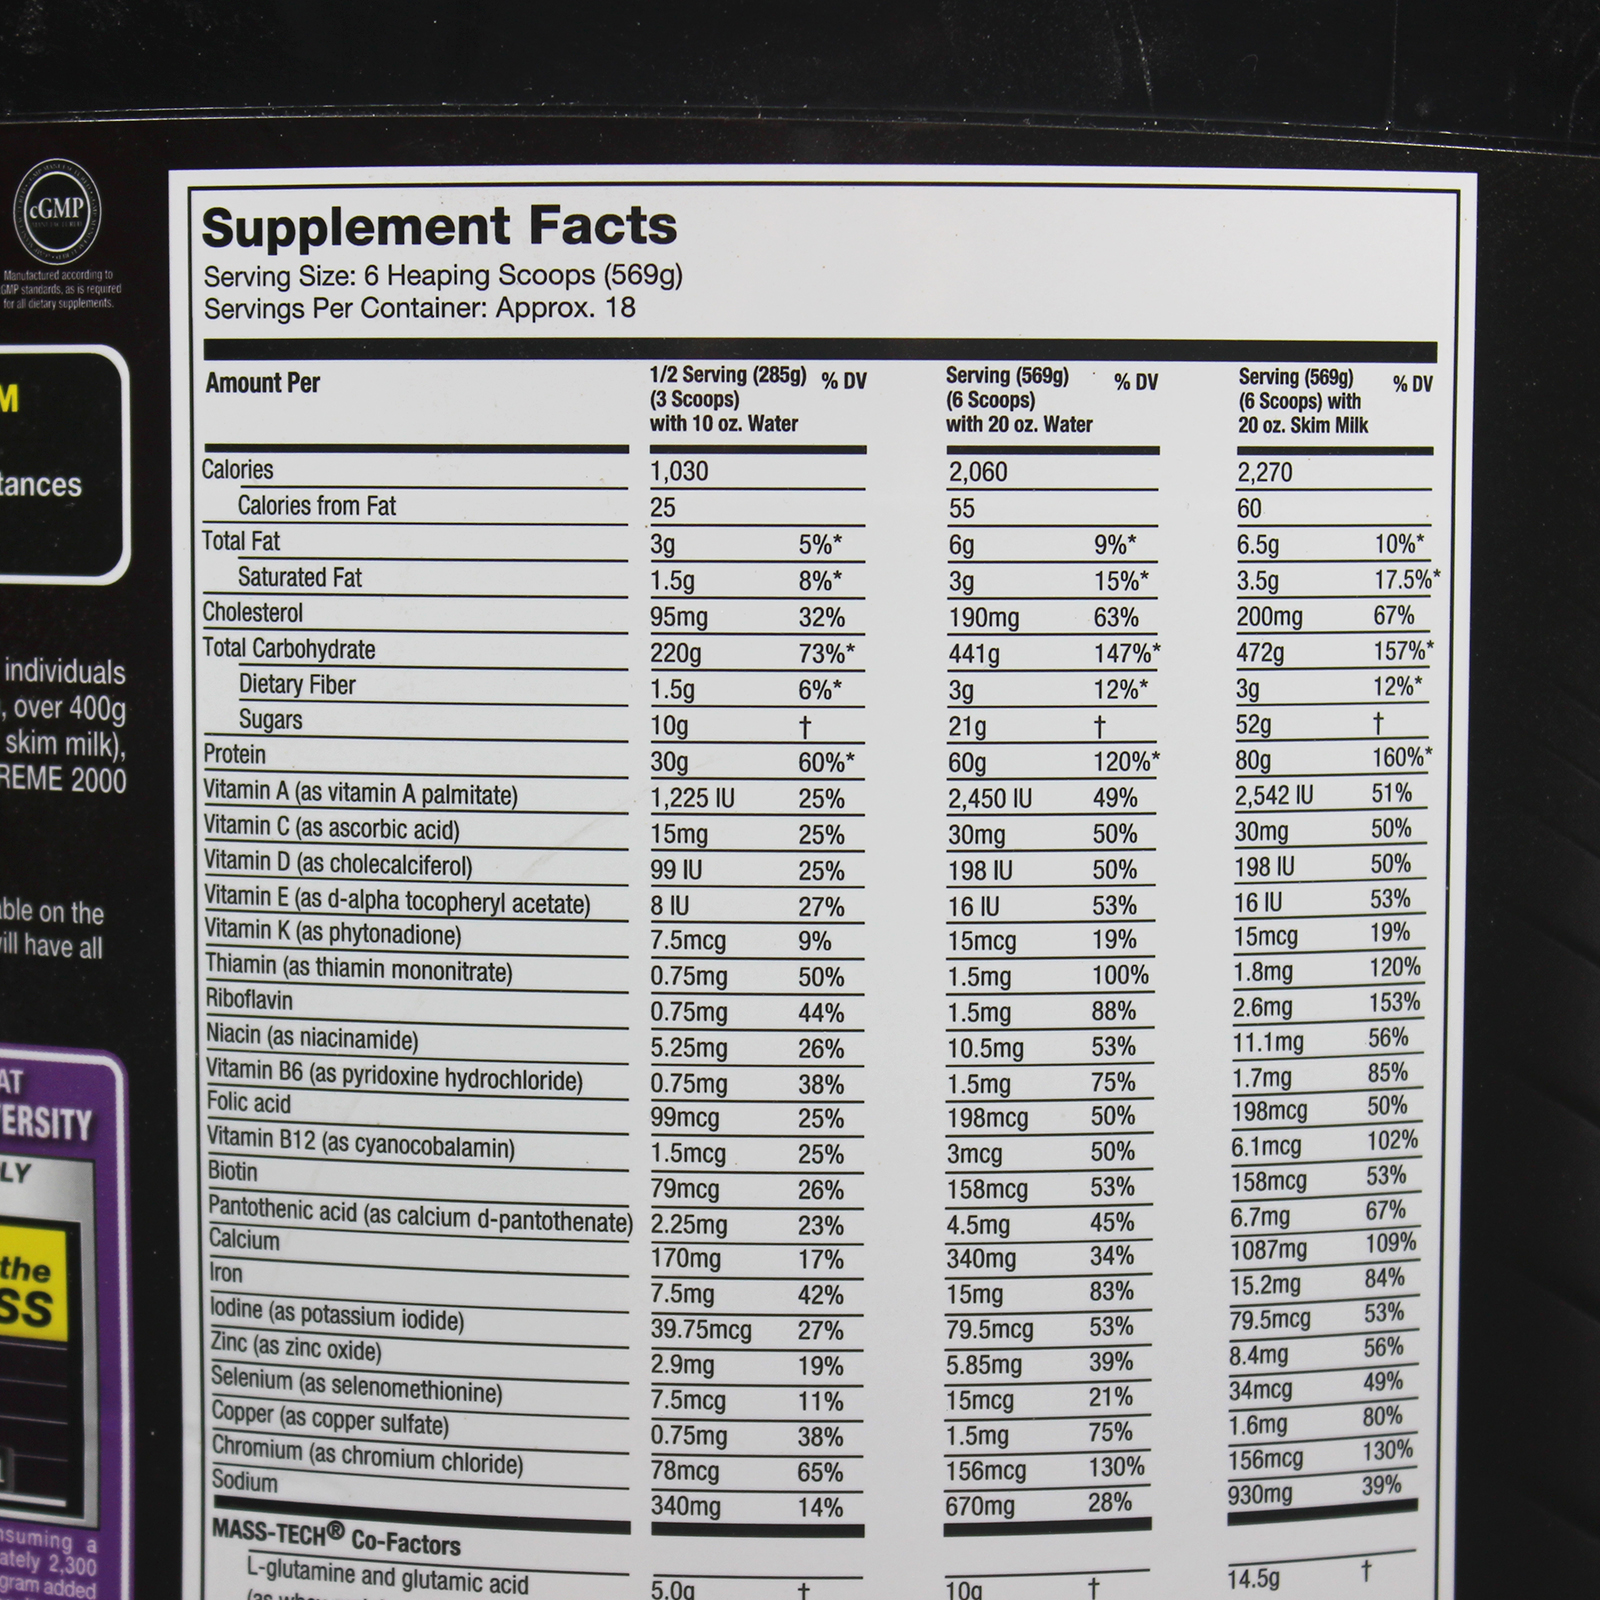 cGMP
Manufactured according to
GMP standards, as is required
for all dietary supplements.
M
tances
individuals
, over 400g
skim milk),
REME 2000
ble on the
ill have all
AT
ERSITY
LY
the
SS
nsuming a
ately 2,300
gram added
Supplement Facts
Serving Size: 6 Heaping Scoops (569g)
Servings Per Container: Approx. 18
Amount Per 1/2 Serving (285g) % DV Serving (569g) % DV Serving (569g) % DV
(3 Scoops) (6 Scoops) (6 Scoops) with
with 10 oz. Water with 20 oz. Water 20 oz. Skim Milk
Calories 1,030 2,060 2,270
Calories from Fat 25 55 60
Total Fat 3g 5%* 6g 9%* 6.5g 10%*
Saturated Fat 1.5g 8%* 3g 15%* 3.5g 17.5%*
Cholesterol 95mg 32% 190mg 63% 200mg 67%
Total Carbohydrate 220g 73%* 441g 147%* 472g 157%*
Dietary Fiber 1.5g 6%* 3g 12%* 3g 12%*
Sugars 10g † 21g † 52g †
Protein 30g 60%* 60g 120%* 80g 160%*
Vitamin A (as vitamin A palmitate) 1,225 IU 25% 2,450 IU 49% 2,542 IU 51%
Vitamin C (as ascorbic acid) 15mg 25% 30mg 50% 30mg 50%
Vitamin D (as cholecalciferol) 99 IU 25% 198 IU 50% 198 IU 50%
Vitamin E (as d-alpha tocopheryl acetate) 8 IU 27% 16 IU 53% 16 IU 53%
Vitamin K (as phytonadione) 7.5mcg 9% 15mcg 19% 15mcg 19%
Thiamin (as thiamin mononitrate) 0.75mg 50% 1.5mg 100% 1.8mg 120%
Riboflavin 0.75mg 44% 1.5mg 88% 2.6mg 153%
Niacin (as niacinamide) 5.25mg 26% 10.5mg 53% 11.1mg 56%
Vitamin B6 (as pyridoxine hydrochloride) 0.75mg 38% 1.5mg 75% 1.7mg 85%
Folic acid 99mcg 25% 198mcg 50% 198mcg 50%
Vitamin B12 (as cyanocobalamin) 1.5mcg 25% 3mcg 50% 6.1mcg 102%
Biotin 79mcg 26% 158mcg 53% 158mcg 53%
Pantothenic acid (as calcium d-pantothenate) 2.25mg 23% 4.5mg 45% 6.7mg 67%
Calcium 170mg 17% 340mg 34% 1087mg 109%
Iron 7.5mg 42% 15mg 83% 15.2mg 84%
Iodine (as potassium iodide) 39.75mcg 27% 79.5mcg 53% 79.5mcg 53%
Zinc (as zinc oxide) 2.9mg 19% 5.85mg 39% 8.4mg 56%
Selenium (as selenomethionine) 7.5mcg 11% 15mcg 21% 34mcg 49%
Copper (as copper sulfate) 0.75mg 38% 1.5mg 75% 1.6mg 80%
Chromium (as chromium chloride) 78mcg 65% 156mcg 130% 156mcg 130%
Sodium 340mg 14% 670mg 28% 930mg 39%
MASS-TECH® Co-Factors
L-glutamine and glutamic acid 5.0g † 10g † 14.5g †